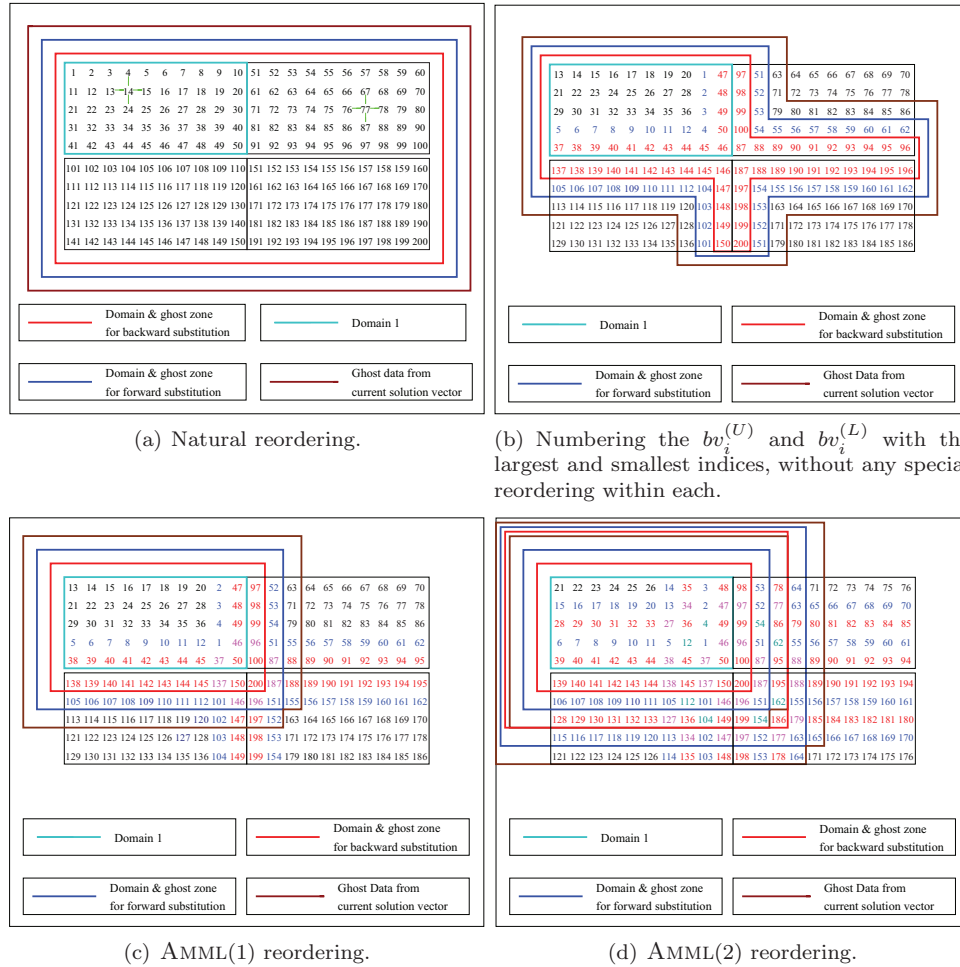 1 2 3 4 5 6 7 8 9 10 51 52 53 54 55 56 57 58 59 60
11 12 13 14 15 16 17 18 19 20 61 62 63 64 65 66 67 68 69 70
21 22 23 24 25 26 27 28 29 30 71 72 73 74 75 76 77 78 79 80
31 32 33 34 35 36 37 38 39 40 81 82 83 84 85 86 87 88 89 90
41 42 43 44 45 46 47 48 49 50 91 92 93 94 95 96 97 98 99 100
101 102 103 104 105 106 107 108 109 110 151 152 153 154 155 156 157 158 159 160
111 112 113 114 115 116 117 118 119 120 161 162 163 164 165 166 167 168 169 170
121 122 123 124 125 126 127 128 129 130 171 172 173 174 175 176 177 178 179 180
131 132 133 134 135 136 137 138 139 140 181 182 183 184 185 186 187 188 189 190
141 142 143 144 145 146 147 148 149 150 191 192 193 194 195 196 197 198 199 200
Domain & ghost zone
for backward substitution
Domain 1
Domain & ghost zone
for forward substitution
Ghost data from
current solution vector
(a) Natural reordering.
13 14 15 16 17 18 19 20 1 47 97 51 63 64 65 66 67 68 69 70
21 22 23 24 25 26 27 28 2 48 98 52 71 72 73 74 75 76 77 78
29 30 31 32 33 34 35 36 3 49 99 53 79 80 81 82 83 84 85 86
5 6 7 8 9 10 11 12 4 50 100 54 55 56 57 58 59 60 61 62
37 38 39 40 41 42 43 44 45 46 87 88 89 90 91 92 93 94 95 96
137 138 139 140 141 142 143 144 145 146 187 188 189 190 191 192 193 194 195 196
105 106 107 108 109 110 111 112 104 147 197 154 155 156 157 158 159 160 161 162
113 114 115 116 117 118 119 120 103 148 198 153 163 164 165 166 167 168 169 170
121 122 123 124 125 126 127 128 102 149 199 152 171 172 173 174 175 176 177 178
129 130 131 132 133 134 135 136 101 150 200 151 179 180 181 182 183 184 185 186
Domain 1
Domain & ghost zone
for backward substitution
Domain & ghost zone
for forward substitution
Ghost Data from
current solution vector
(b) Numbering the bv_i^(U) and bv_i^(L) with the
largest and smallest indices, without any specia
reordering within each.
13 14 15 16 17 18 19 20 2 47 97 52 63 64 65 66 67 68 69 70
21 22 23 24 25 26 27 28 3 48 98 53 71 72 73 74 75 76 77 78
29 30 31 32 33 34 35 36 4 49 99 54 79 80 81 82 83 84 85 86
5 6 7 8 9 10 11 12 1 46 96 51 55 56 57 58 59 60 61 62
38 39 40 41 42 43 44 45 37 50 100 87 88 89 90 91 92 93 94 95
138 139 140 141 142 143 144 145 137 150 200 187 188 189 190 191 192 193 194 195
105 106 107 108 109 110 111 112 101 146 196 151 155 156 157 158 159 160 161 162
113 114 115 116 117 118 119 120 102 147 197 152 163 164 165 166 167 168 169 170
121 122 123 124 125 126 127 128 103 148 198 153 171 172 173 174 175 176 177 178
129 130 131 132 133 134 135 136 104 149 199 154 179 180 181 182 183 184 185 186
Domain 1
Domain & ghost zone
for backward substitution
Domain & ghost zone
for forward substitution
Ghost Data from
current solution vector
(c) AMML(1) reordering.
21 22 23 24 25 26 14 35 3 48 98 53 78 64 71 72 73 74 75 76
15 16 17 18 19 20 13 34 2 47 97 52 77 63 65 66 67 68 69 70
28 29 30 31 32 33 27 36 4 49 99 54 86 79 80 81 82 83 84 85
6 7 8 9 10 11 5 12 1 46 96 51 62 55 56 57 58 59 60 61
39 40 41 42 43 44 38 45 37 50 100 87 95 88 89 90 91 92 93 94
139 140 141 142 143 144 138 145 137 150 200 187 195 188 189 190 191 192 193 194
106 107 108 109 110 111 105 112 101 146 196 151 162 155 156 157 158 159 160 161
128 129 130 131 132 133 127 136 104 149 199 154 186 179 185 184 183 182 181 180
115 116 117 118 119 120 113 134 102 147 197 152 177 163 165 166 167 168 169 170
121 122 123 124 125 126 114 135 103 148 198 153 178 164 171 172 173 174 175 176
Domain 1
Domain & ghost zone
for backward substitution
Domain & ghost zone
for forward substitution
Ghost Data from
current solution vector
(d) AMML(2) reordering.